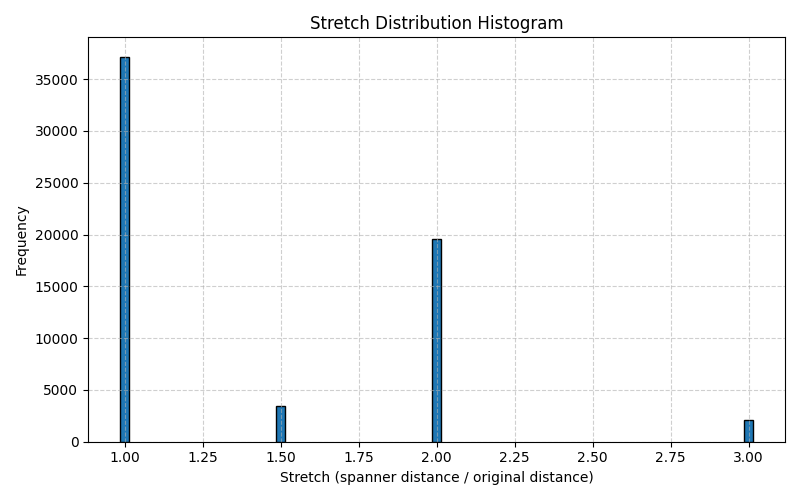 Stretch Distribution Histogram
Frequency
35000
30000
25000
20000
15000
10000
5000
0
1.00 1.25 1.50 1.75 2.00 2.25 2.50 2.75 3.00
Stretch (spanner distance / original distance)